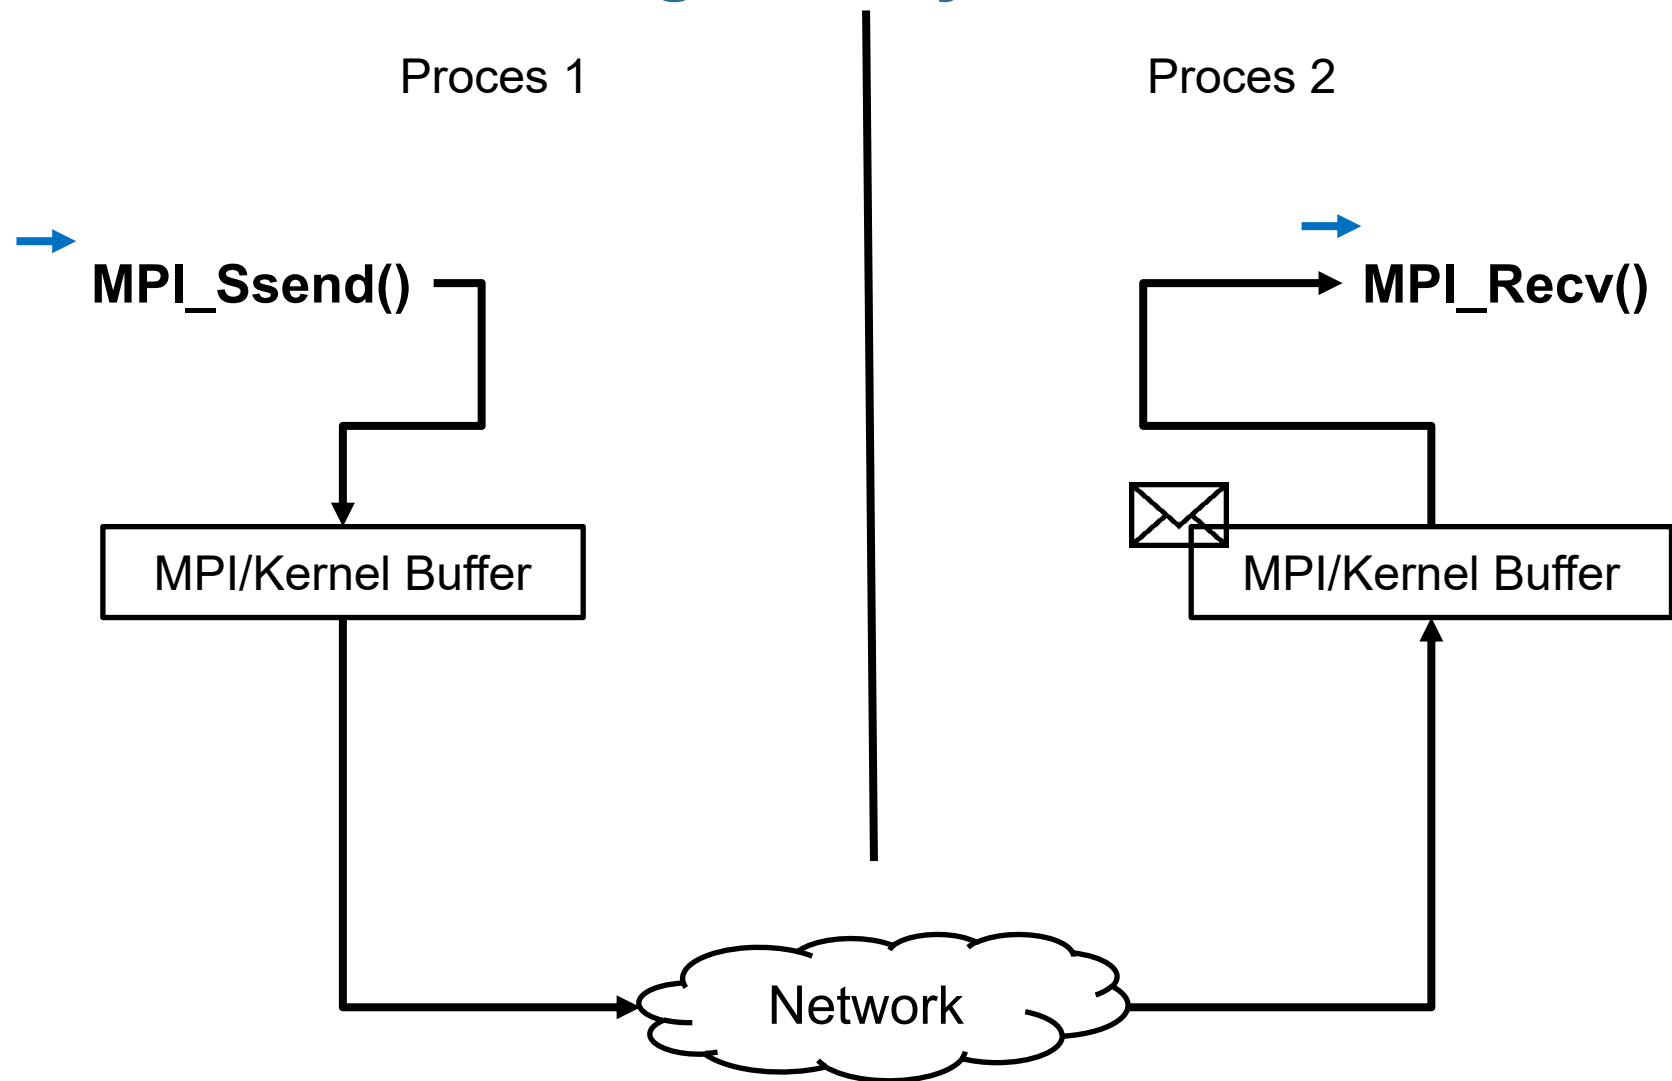 Proces 1
Proces 2
MPI_Ssend()
MPI_Recv()
MPI/Kernel Buffer
MPI/Kernel Buffer
Network